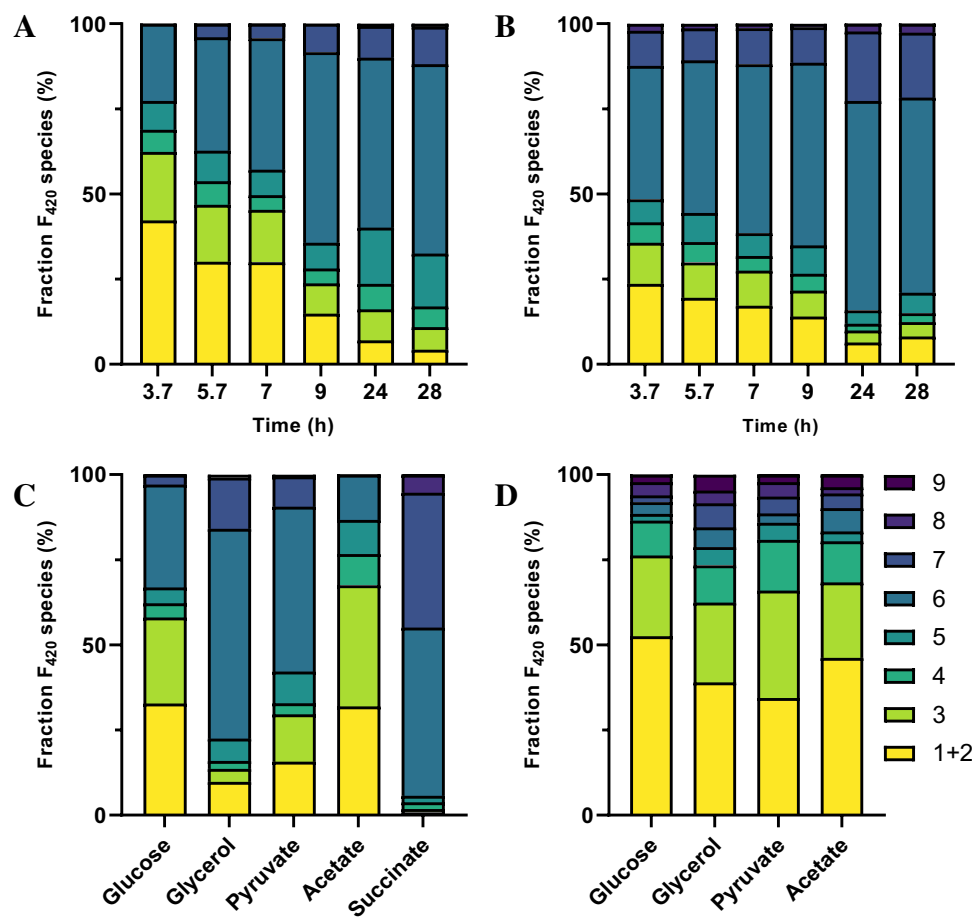 A
Fraction F420 species (%)
100
50
0
3.7 5.7 7 9 24 28
Time (h)
B
Fraction F420 species (%)
100
50
0
3.7 5.7 7 9 24 28
Time (h)
C
Fraction F420 species (%)
100
50
0
Glucose Glycerol Pyruvate Acetate Succinate
D
Fraction F420 species (%)
100
50
0
Glucose Glycerol Pyruvate Acetate
9
8
7
6
5
4
3
1+2